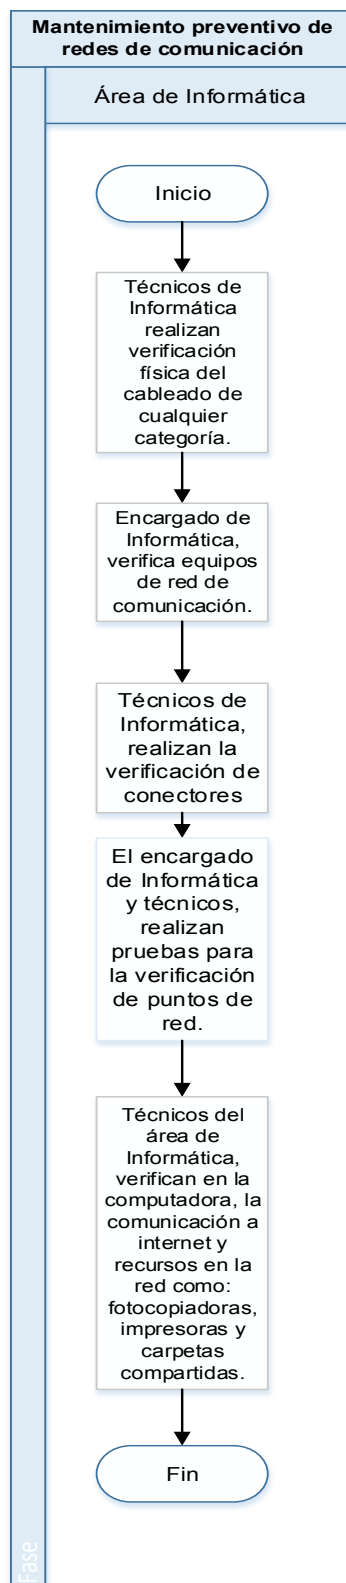 Mantenimiento preventivo de
redes de comunicación
Área de Informática
Inicio
Técnicos de
Informática
realizan
verificación
física del
cableado de
cualquier
categoría.
Encargado de
Informática,
verifica equipos
de red de
comunicación.
Técnicos de
Informática,
realizan la
verificación de
conectores
El encargado
de Informática
y técnicos,
realizan
pruebas para
la verificación
de puntos de
red.
Técnicos del
área de
Informática,
verifican en la
computadora, la
comunicación a
internet y
recursos en la
red como:
fotocopiadoras,
impresoras y
carpetas
compartidas.
Fin
Fase